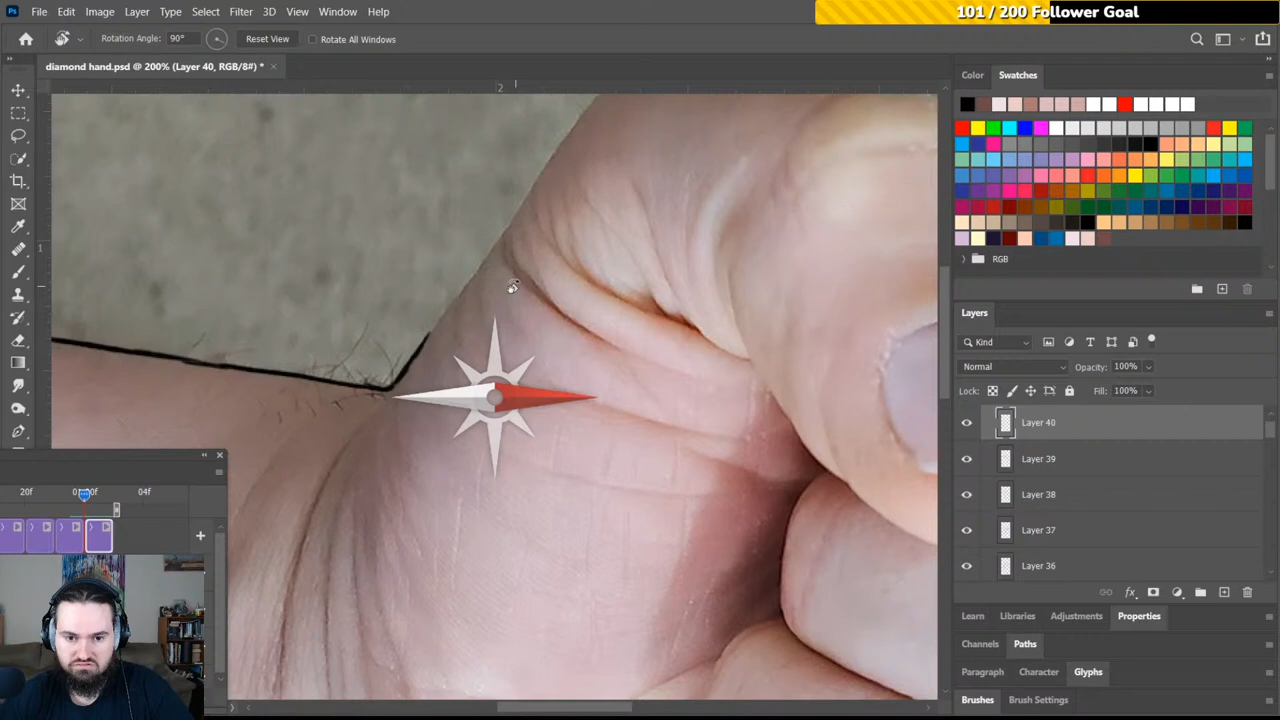 File Edit Image Layer Type Select Filter 3D View Window Help
101 / 200 Follower Goal
Rotation Angle: 90° Reset View Rotate All Windows
diamond hand.psd @ 200% (Layer 40, RGB/8#) *
2
1
Color Swatches
RGB
Layers
Kind
Normal Opacity: 100%
Lock: Fill: 100%
Layer 40
Layer 39
Layer 38
Layer 37
Layer 36
20f 04f
Learn Libraries Adjustments Properties
Channels Paths
Paragraph Character Glyphs
Brushes Brush Settings